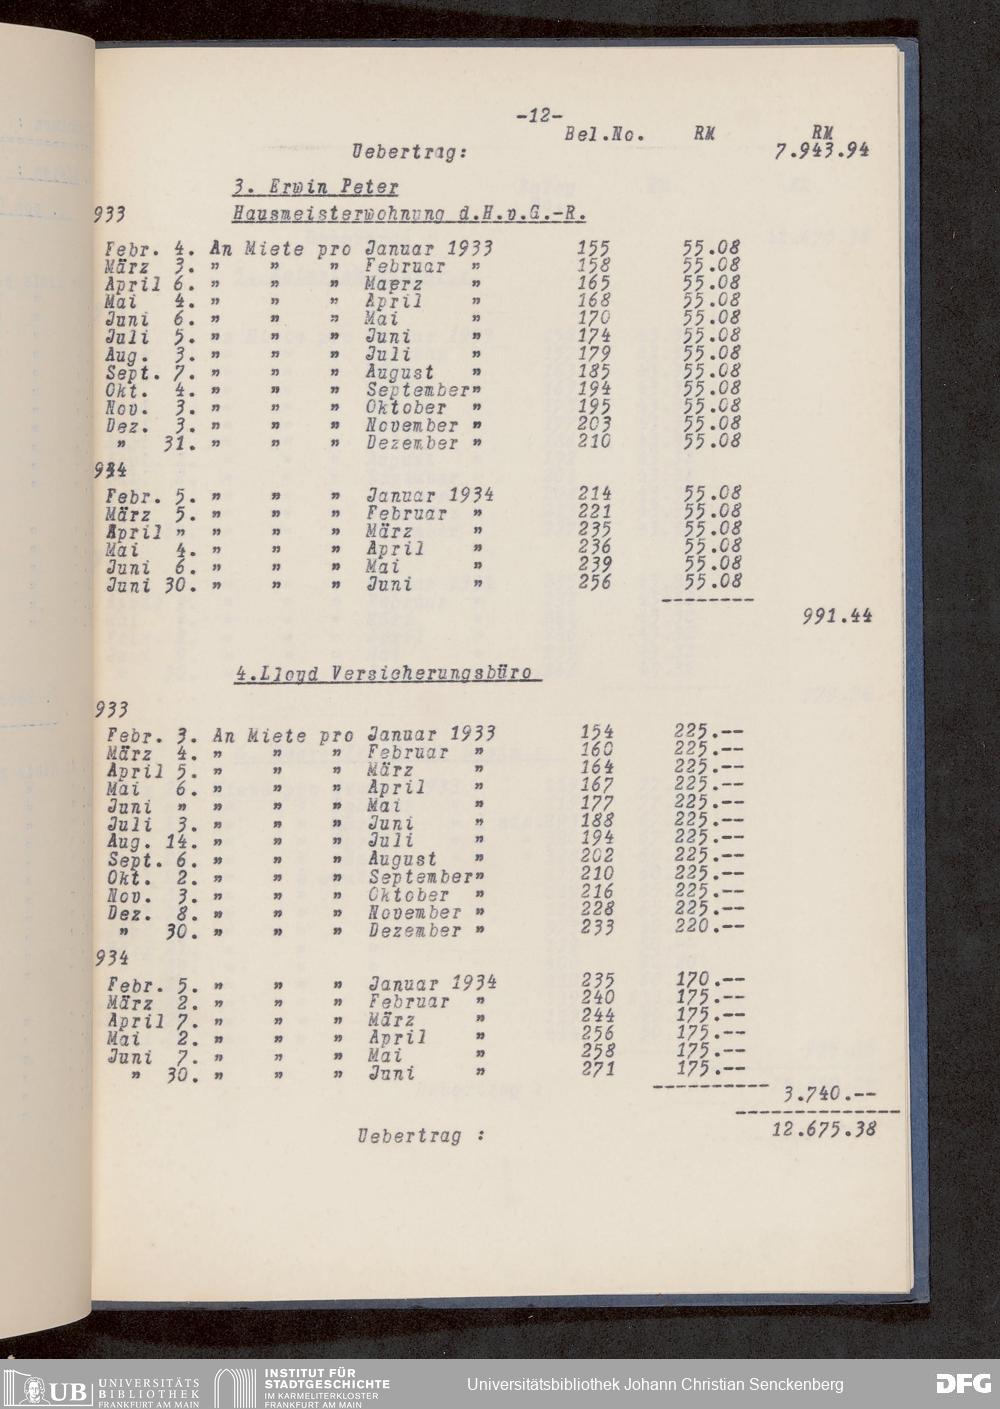 -12-
Bel.No. RM RM
Uebertrag: 7.943.94
3. Erwin Peter
933 Hausmeisterwohnung d.H.v.G.-R.
Febr. 4. An Miete pro Januar 1933 155 55.08
März 3. " " " Februar " 158 55.08
April 6. " " " Maerz " 165 55.08
Mai 4. " " " April " 168 55.08
Juni 6. " " " Mai " 170 55.08
Juli 5. " " " Juni " 174 55.08
Aug. 3. " " " Juli " 179 55.08
Sept. 7. " " " August " 185 55.08
Okt. 4. " " " September" 194 55.08
Nov. 3. " " " Oktober " 195 55.08
Dez. 3. " " " November " 203 55.08
" 31. " " " Dezember " 210 55.08
934
Febr. 5. " " " Januar 1934 214 55.08
März 5. " " " Februar " 221 55.08
April " " " " März " 235 55.08
Mai 4. " " " April " 236 55.08
Juni 6. " " " Mai " 239 55.08
Juni 30. " " " Juni " 256 55.08
991.44
4.Lloyd Versicherungsbüro
933
Febr. 3. An Miete pro Januar 1933 154 225.--
März 4. " " " Februar " 160 225.--
April 5. " " " März " 164 225.--
Mai 6. " " " April " 167 225.--
Juni " " " " Mai " 177 225.--
Juli 3. " " " Juni " 188 225.--
Aug. 14. " " " Juli " 194 225.--
Sept. 6. " " " August " 202 225.--
Okt. 2. " " " September" 210 225.--
Nov. 3. " " " Oktober " 216 225.--
Dez. 8. " " " November " 228 225.--
" 30. " " " Dezember " 233 220.--
934
Febr. 5. " " " Januar 1934 235 170.--
März 2. " " " Februar " 240 175.--
April 7. " " " März " 244 175.--
Mai 2. " " " April " 256 175.--
Juni 7. " " " Mai " 258 175.--
" 30. " " " Juni " 271 175.--
3.740.--
Uebertrag : 12.675.38
UB UNIVERSITÄTS BIBLIOTHEK FRANKFURT AM MAIN
INSTITUT FÜR STADTGESCHICHTE IM KARMELITERKLOSTER FRANKFURT AM MAIN
Universitätsbibliothek Johann Christian Senckenberg
DFG